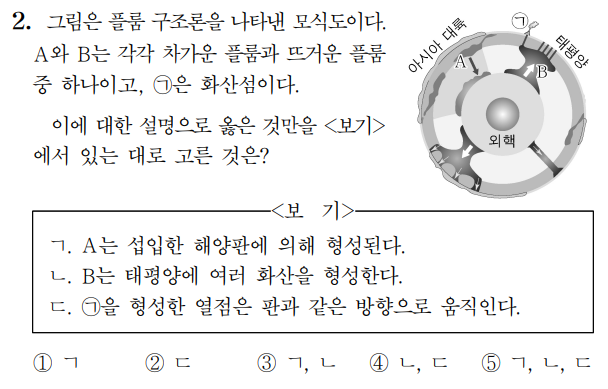 2. 그림은 플룸 구조론을 나타낸 모식도이다.
A와 B는 각각 차가운 플룸과 뜨거운 플룸
중 하나이고, ㉠은 화산섬이다.
이에 대한 설명으로 옳은 것만을 <보기>
에서 있는 대로 고른 것은?
㉠
아시아 대륙
태평양
A
B
외핵
<보 기>
ㄱ. A는 섭입한 해양판에 의해 형성된다.
ㄴ. B는 태평양에 여러 화산을 형성한다.
ㄷ. ㉠을 형성한 열점은 판과 같은 방향으로 움직인다.
① ㄱ ② ㄷ ③ ㄱ, ㄴ ④ ㄴ, ㄷ ⑤ ㄱ, ㄴ, ㄷ